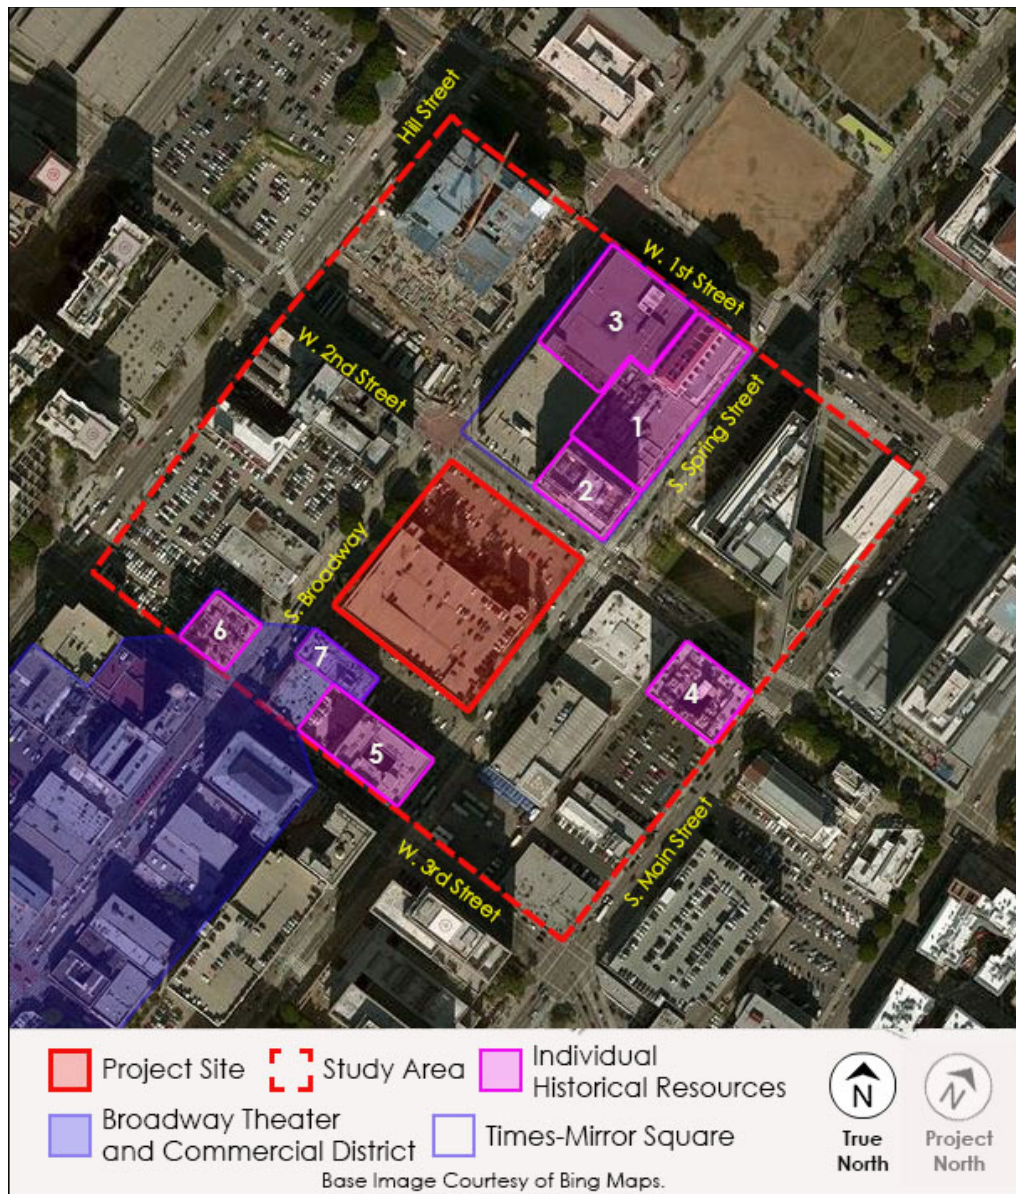 Hill Street
W. 1st Street
3
W. 2nd Street
1
S. Spring Street
2
S. Broadway
6
7
4
5
W. 3rd Street
S. Main Street
Project Site
Study Area
Individual
Historical Resources
Broadway Theater
and Commercial District
Times-Mirror Square
N
True
North
N
Project
North
Base Image Courtesy of Bing Maps.